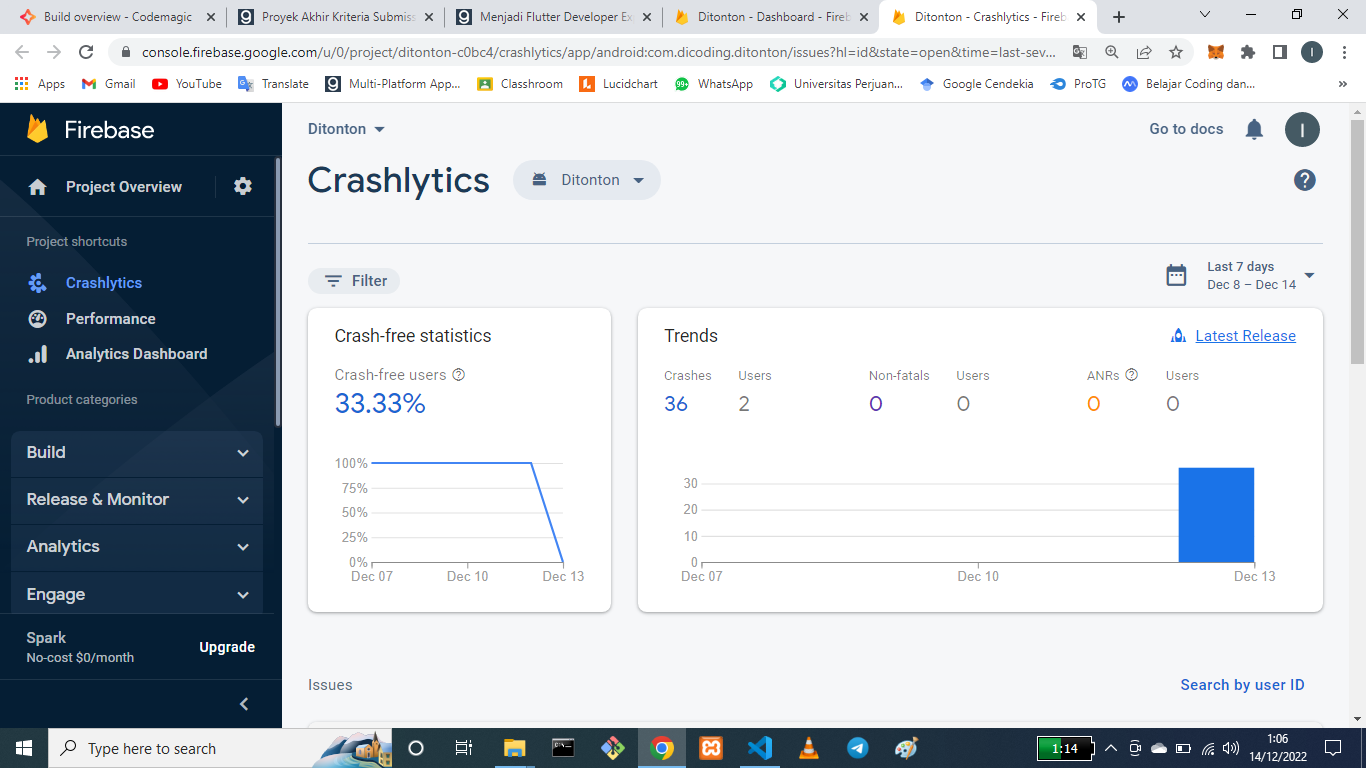 Build overview - Codemagic
Proyek Akhir Kriteria Submiss
Menjadi Flutter Developer Ex
Ditonton - Dashboard - Fireb
Ditonton - Crashlytics - Fireb
console.firebase.google.com/u/0/project/ditonton-c0bc4/crashlytics/app/android:com.dicoding.ditonton/issues?hl=id&state=open&time=last-sev...
I
Apps
Gmail
YouTube
Translate
Multi-Platform App...
Classhroom
Lucidchart
99+
WhatsApp
Universitas Perjuan...
Google Cendekia
ProTG
Belajar Coding dan...
»
Firebase
Project Overview
Project shortcuts
Crashlytics
Performance
Analytics Dashboard
Product categories
Build
Release & Monitor
Analytics
Engage
Spark
No-cost $0/month
Upgrade
Ditonton
Go to docs
I
Crashlytics
Ditonton
Filter
Last 7 days
Dec 8 – Dec 14
Crash-free statistics
Crash-free users
33.33%
100%
75%
50%
25%
0%
Dec 07
Dec 10
Dec 13
Trends
Latest Release
Crashes
Users
Non-fatals
Users
ANRs
Users
36
2
0
0
0
0
30
20
10
0
Dec 07
Dec 10
Dec 13
Issues
Search by user ID
Type here to search
1:14
1:06
14/12/2022